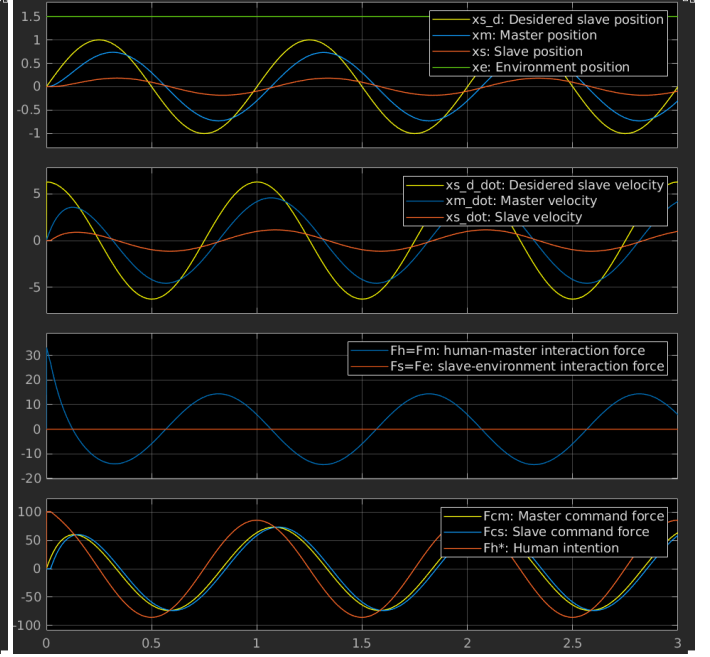 1.5
xs_d: Desidered slave position
xm: Master position
xs: Slave position
xe: Environment position
1
0.5
0
-0.5
-1
xs_d_dot: Desidered slave velocity
xm_dot: Master velocity
xs_dot: Slave velocity
5
0
-5
Fh=Fm: human-master interaction force
Fs=Fe: slave-environment interaction force
30
20
10
0
-10
-20
Fcm: Master command force
Fcs: Slave command force
Fh*: Human intention
100
50
0
-50
-100
0 0.5 1 1.5 2 2.5 3